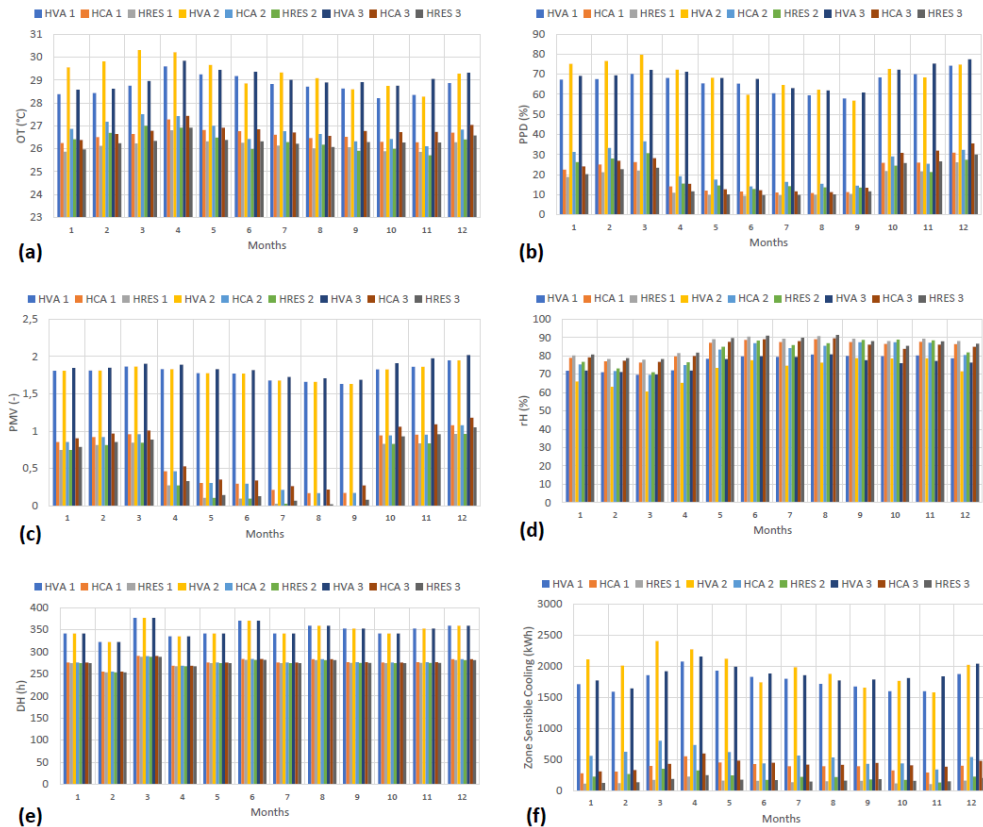 HVA 1 HCA 1 HRES 1 HVA 2 HCA 2 HRES 2 HVA 3 HCA 3 HRES 3
31
30
29
28
27
26
25
24
23
OT (°C)
1 2 3 4 5 6 7 8 9 10 11 12
Months
(a)
HVA 1 HCA 1 HRES 1 HVA 2 HCA 2 HRES 2 HVA 3 HCA 3 HRES 3
90
80
70
60
50
40
30
20
10
0
PPD (%)
1 2 3 4 5 6 7 8 9 10 11 12
Months
(b)
HVA 1 HCA 1 HRES 1 HVA 2 HCA 2 HRES 2 HVA 3 HCA 3 HRES 3
2,5
2
1,5
1
0,5
0
PMV (-)
1 2 3 4 5 6 7 8 9 10 11 12
Months
(c)
HVA 1 HCA 1 HRES 1 HVA 2 HCA 2 HRES 2 HVA 3 HCA 3 HRES 3
100
90
80
70
60
50
40
30
20
10
0
rH (%)
1 2 3 4 5 6 7 8 9 10 11 12
Months
(d)
HVA 1 HCA 1 HRES 1 HVA 2 HCA 2 HRES 2 HVA 3 HCA 3 HRES 3
400
350
300
250
200
150
100
50
0
DH (h)
1 2 3 4 5 6 7 8 9 10 11 12
Months
(e)
HVA 1 HCA 1 HRES 1 HVA 2 HCA 2 HRES 2 HVA 3 HCA 3 HRES 3
3000
2500
2000
1500
1000
500
0
Zone Sensible Cooling (kWh)
1 2 3 4 5 6 7 8 9 10 11 12
Months
(f)